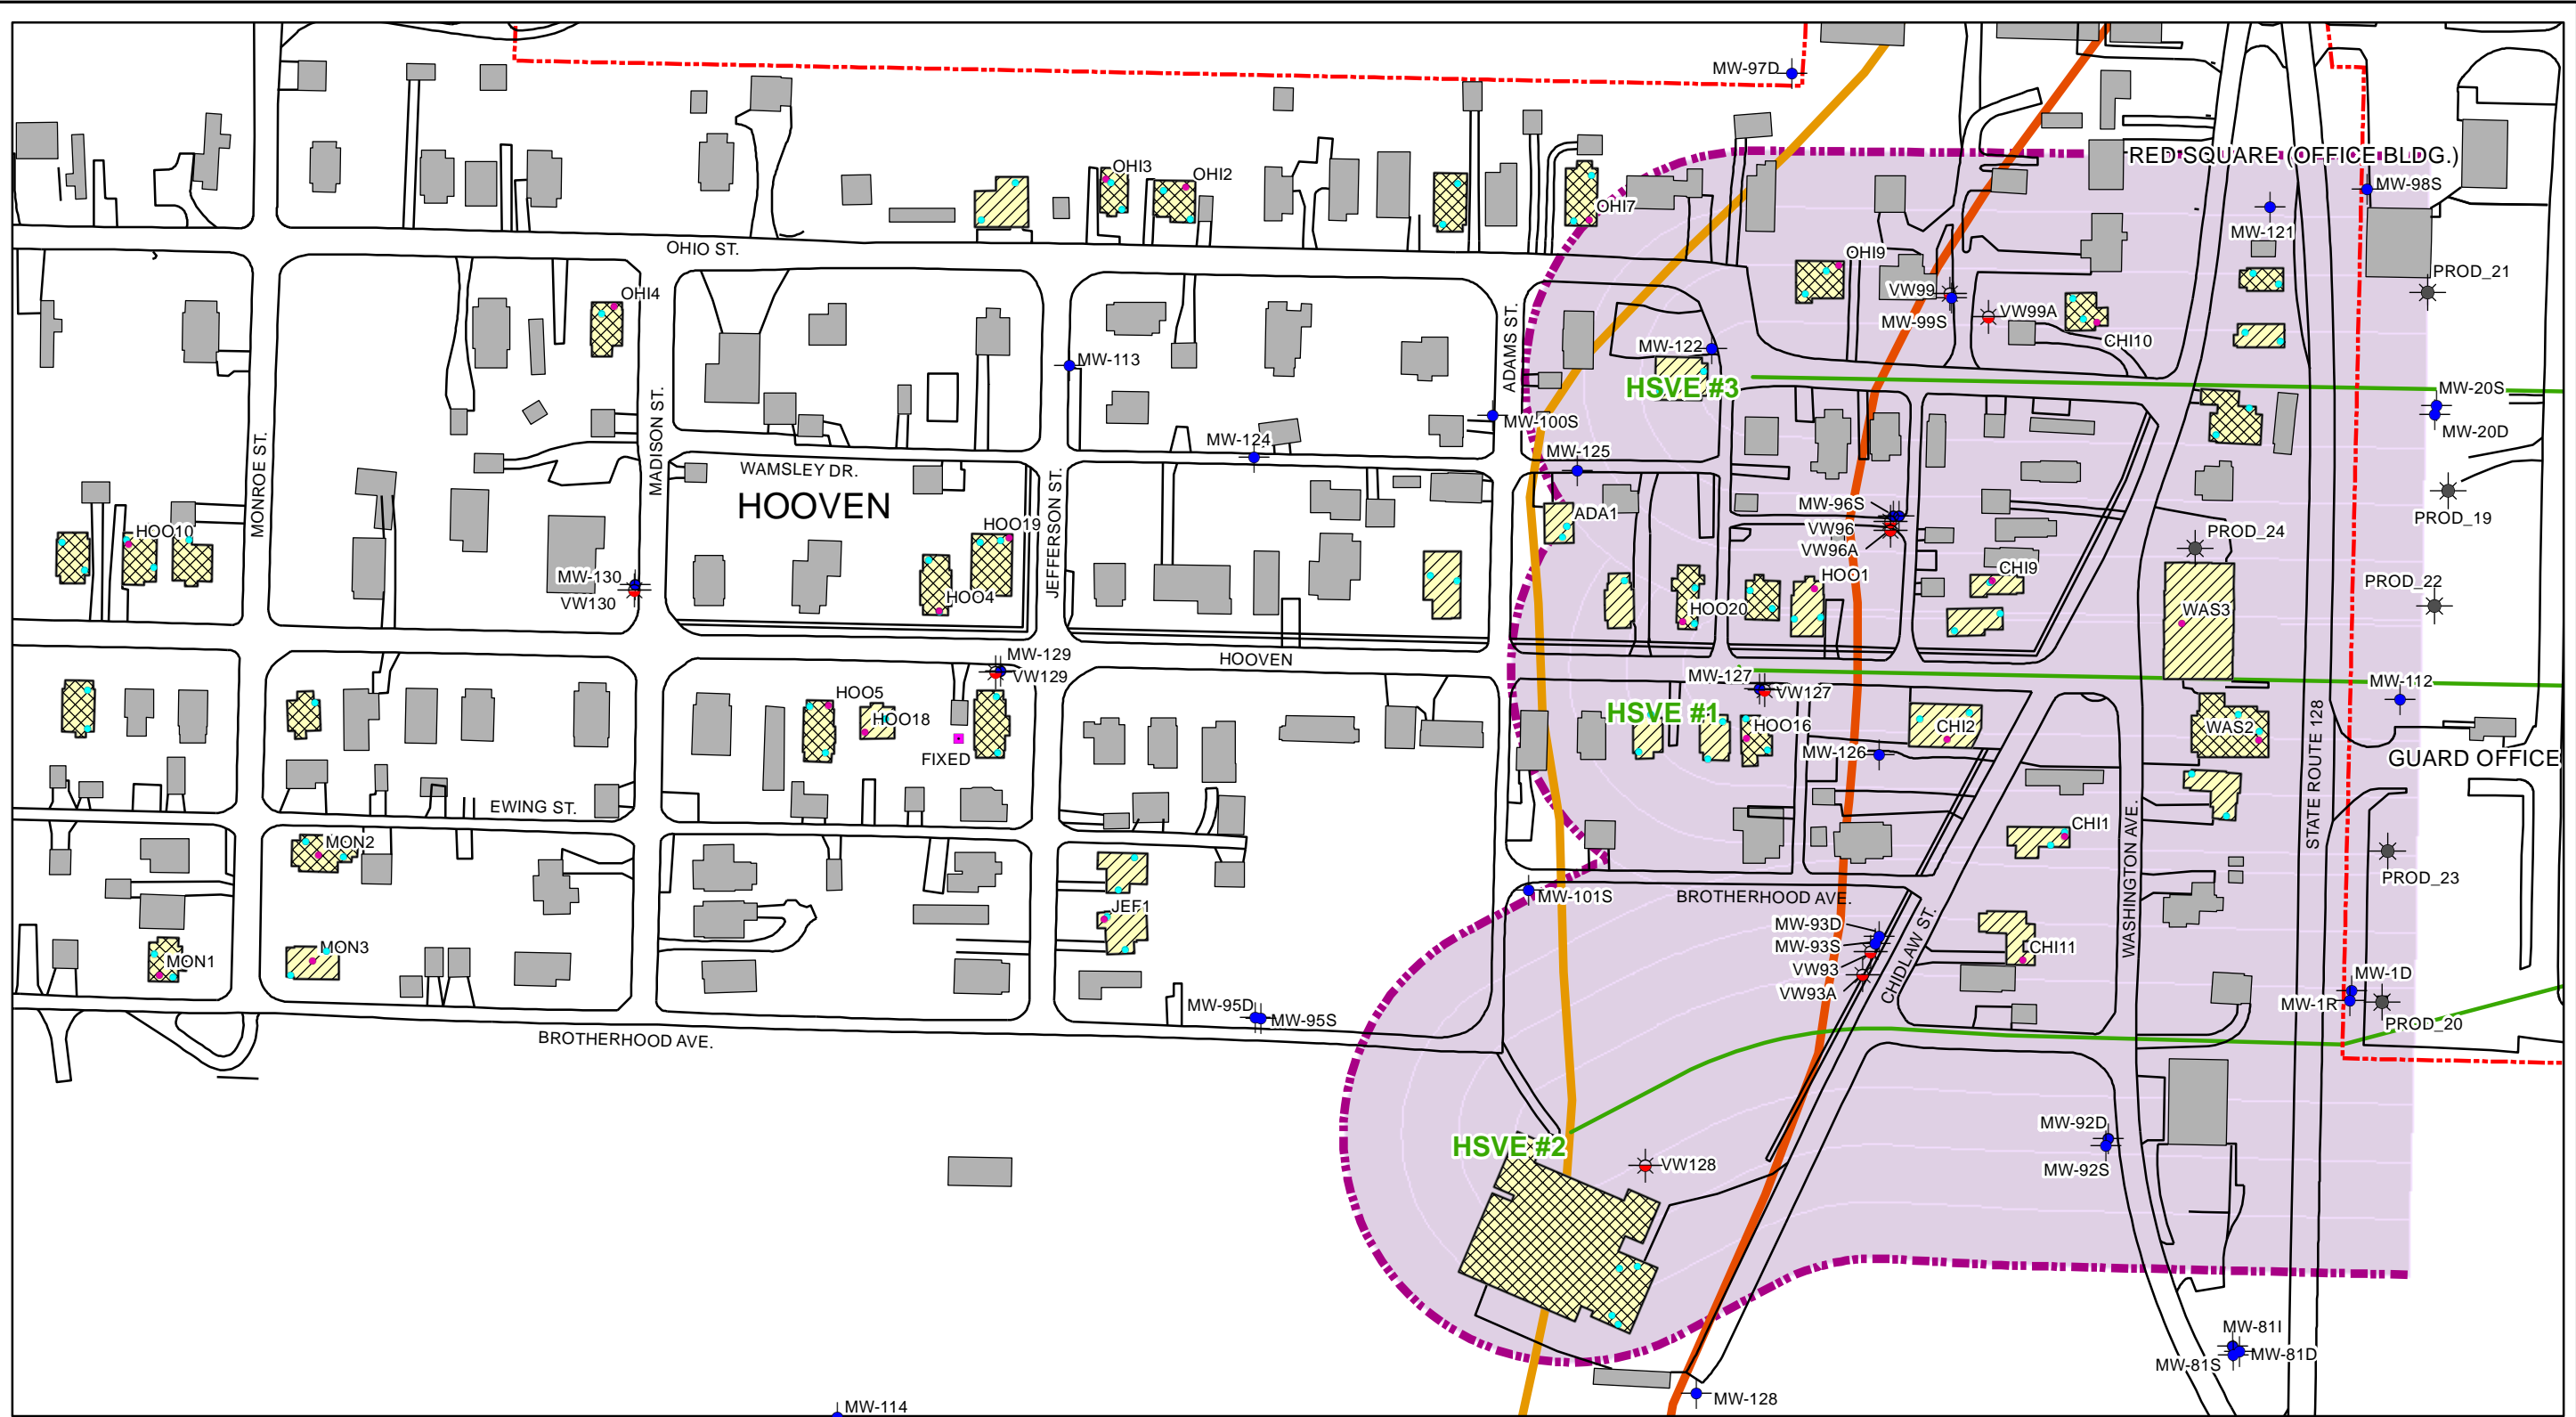 MW-97D
RED SQUARE (OFFICE BLDG.)
OHI3
OHI2
MW-98S
OHI7
MW-121
OHIO ST.
OHI9
PROD_21
OHI4
VW99
VW99A
MW-99S
CHI10
MW-122
MW-113
ADAMS ST.
HSVE #3
MW-20S
MADISON ST.
MW-100S
MW-20D
MW-124
MW-125
MONROE ST.
WAMSLEY DR.
JEFFERSON ST.
HOOVEN
MW-96S
ADA1
PROD_19
HOO10
HOO19
VW96
PROD_24
VW96A
MW-130
CHI9
HOO1
PROD_22
VW130
HOO4
HOO20
WAS3
MW-129
HOOVEN
VW129
MW-127
VW127
MW-112
HOO5
HSVE #1
HOO18
HOO16
CHI2
WAS2
STATE ROUTE 128
FIXED
MW-126
GUARD OFFICE
EWING ST.
CHI1
MON2
WASHINGTON AVE.
PROD_23
MW-101S
BROTHERHOOD AVE.
JEF1
MW-93D
CHIDLAW ST.
MW-93S
CHI11
MON3
MON1
VW93
MW-1D
VW93A
MW-95D
MW-1R
MW-95S
PROD_20
BROTHERHOOD AVE.
MW-92D
HSVE #2
VW128
MW-92S
MW-81I
MW-81D
MW-81S
MW-128
MW-114